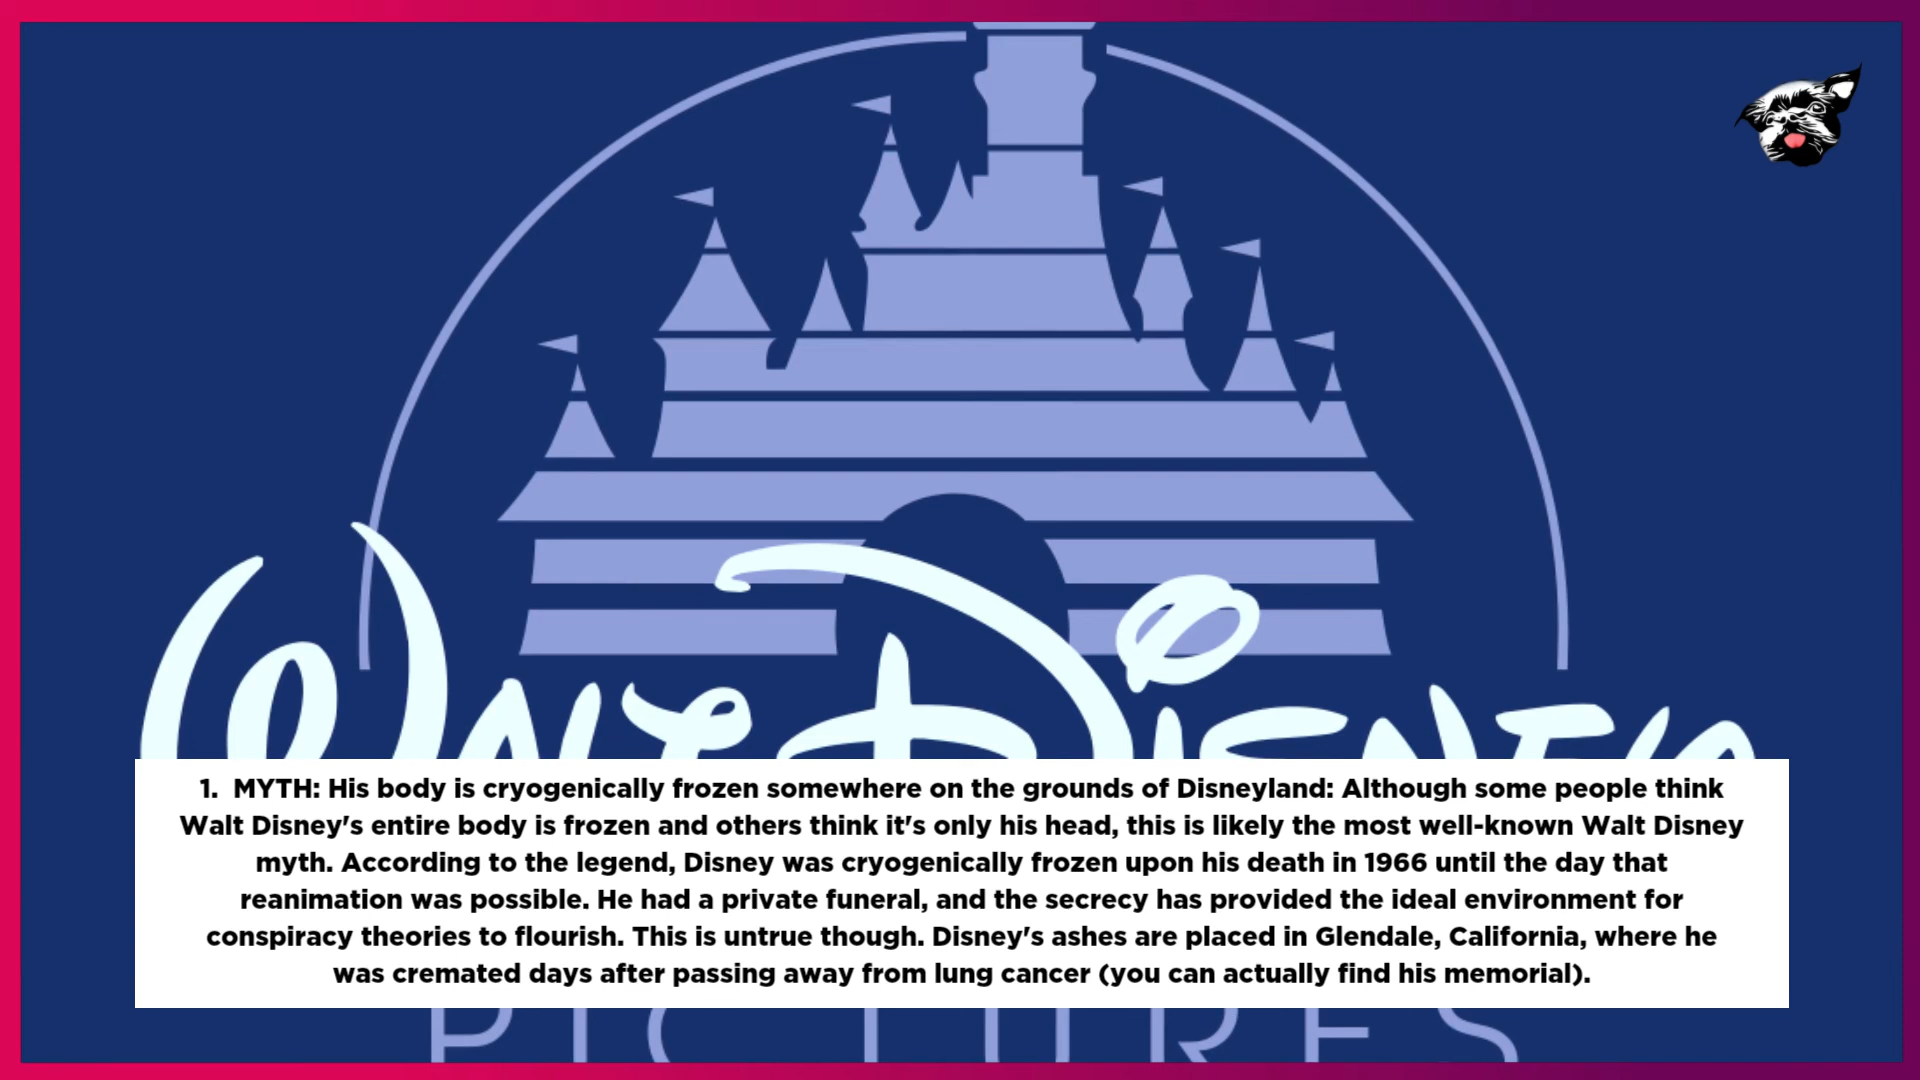 WALT DISNEY
1. MYTH: His body is cryogenically frozen somewhere on the grounds of Disneyland: Although some people think
Walt Disney's entire body is frozen and others think it's only his head, this is likely the most well-known Walt Disney
myth. According to the legend, Disney was cryogenically frozen upon his death in 1966 until the day that
reanimation was possible. He had a private funeral, and the secrecy has provided the ideal environment for
conspiracy theories to flourish. This is untrue though. Disney's ashes are placed in Glendale, California, where he
was cremated days after passing away from lung cancer (you can actually find his memorial).
PICTURES